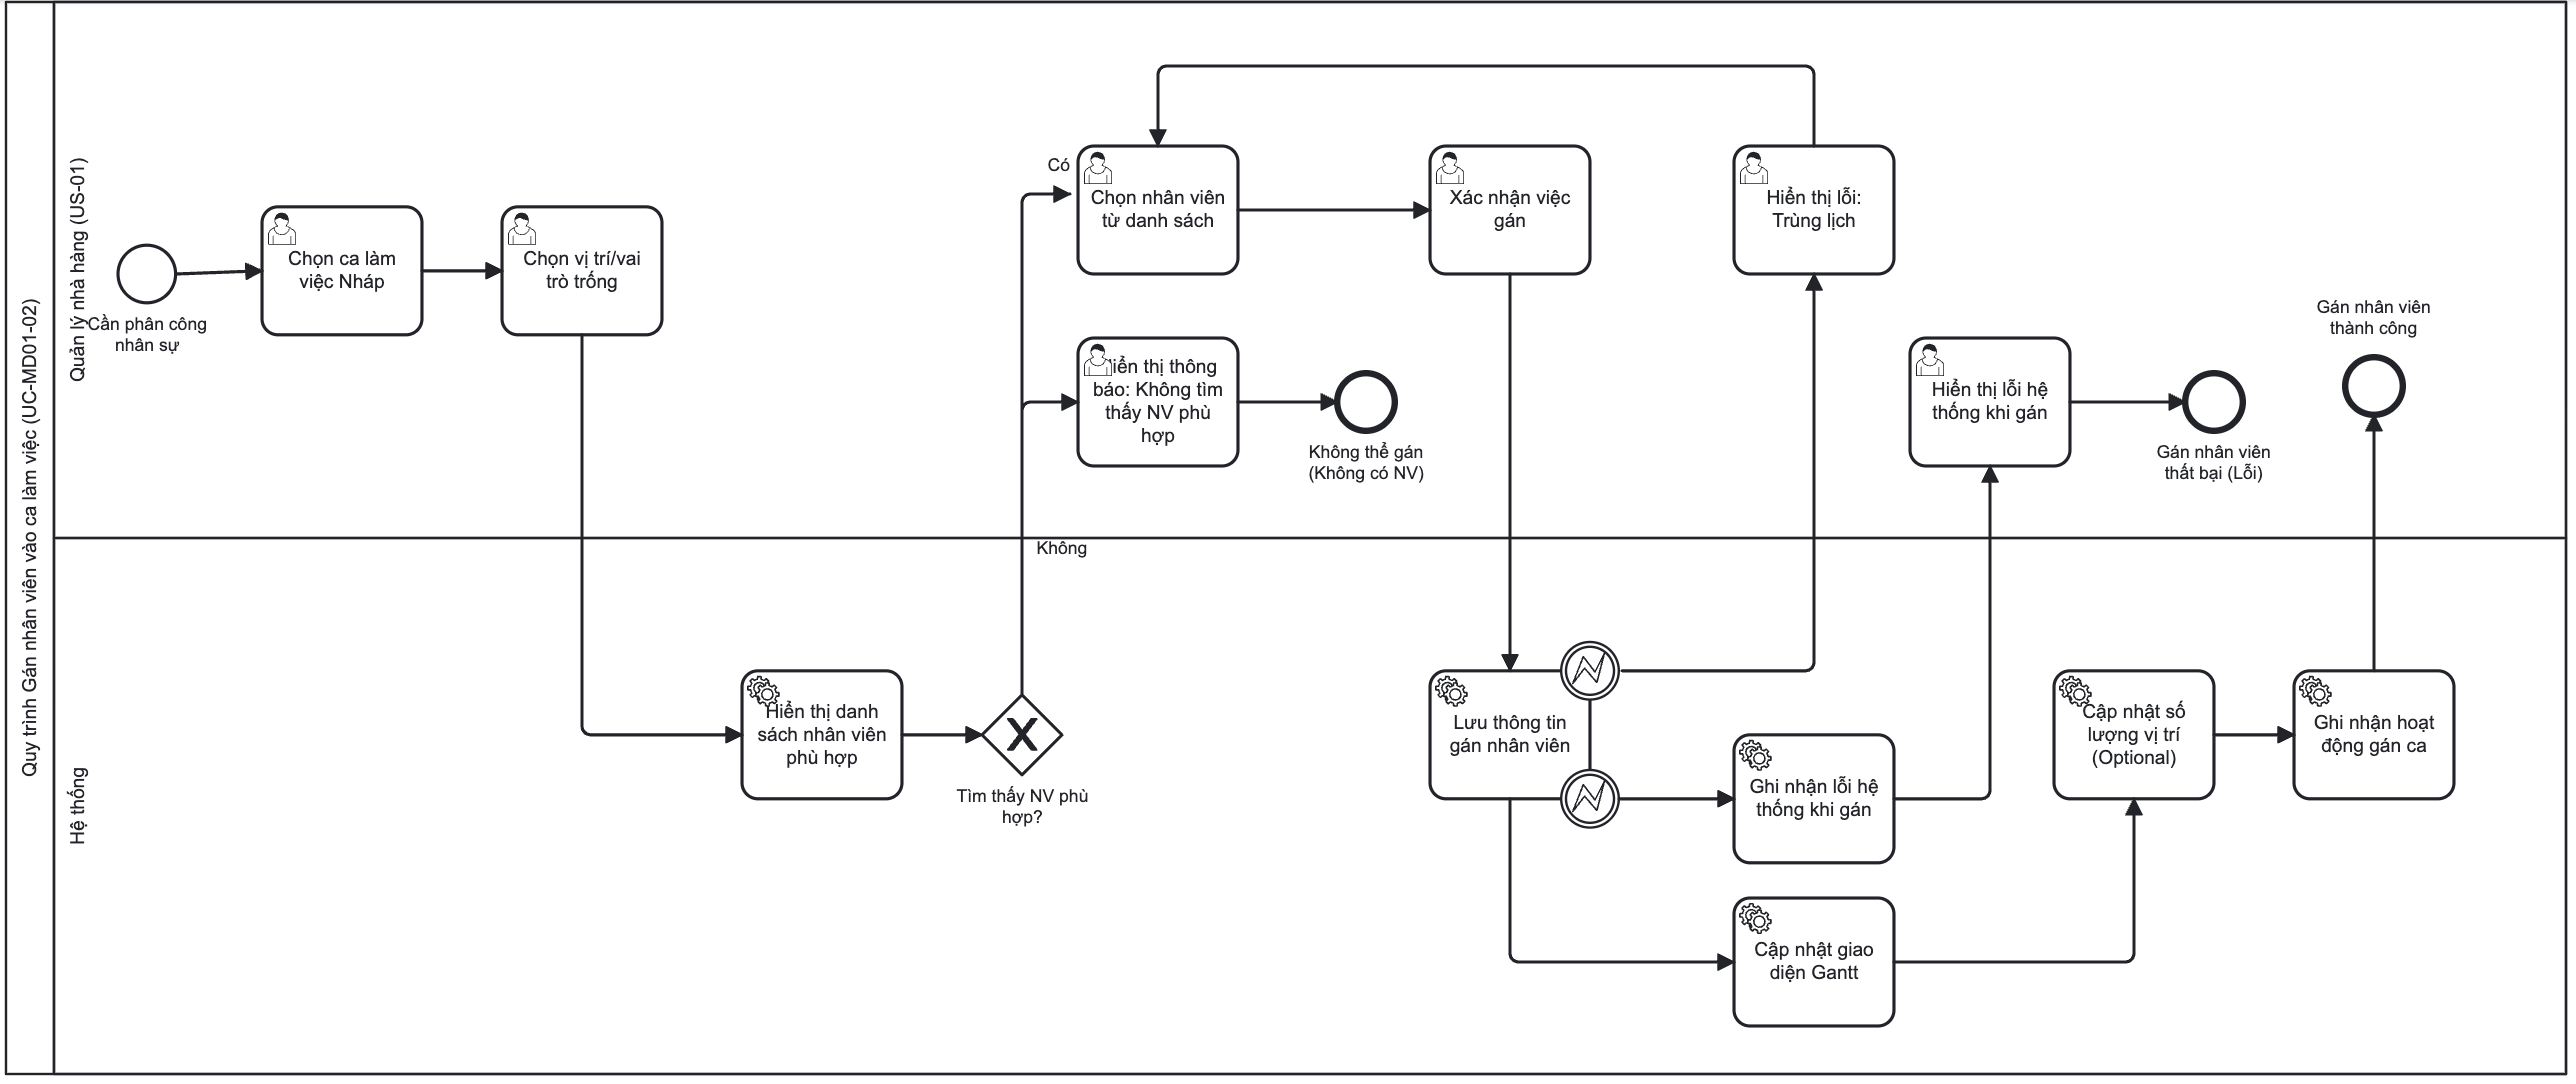 Quy trình Gán nhân viên vào ca làm việc (UC-MD01-02)
Quản lý nhà hàng (US-01)
Cần phân công
nhân sự
Chọn ca làm
việc Nháp
Chọn vị trí/vai
trò trống
Có
Chọn nhân viên
từ danh sách
Xác nhận việc
gán
Hiển thị lỗi:
Trùng lịch
Hiển thị thông
báo: Không tìm
thấy NV phù
hợp
Không thể gán
(Không có NV)
Hiển thị lỗi hệ
thống khi gán
Gán nhân viên
thất bại (Lỗi)
Gán nhân viên
thành công
Hệ thống
Không
Hiển thị danh
sách nhân viên
phù hợp
Tìm thấy NV phù
hợp?
Lưu thông tin
gán nhân viên
Ghi nhận lỗi hệ
thống khi gán
Cập nhật giao
diện Gantt
Cập nhật số
lượng vị trí
(Optional)
Ghi nhận hoạt
động gán ca